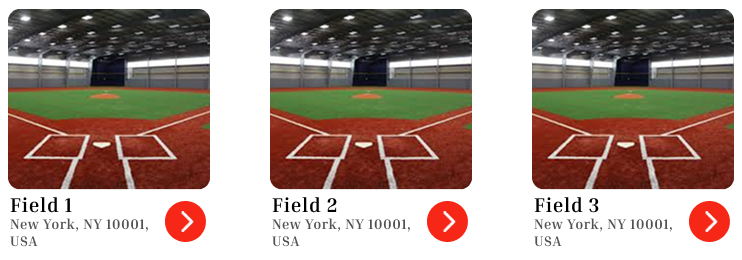 Field 1
New York, NY 10001,
USA
Field 2
New York, NY 10001,
USA
Field 3
New York, NY 10001,
USA